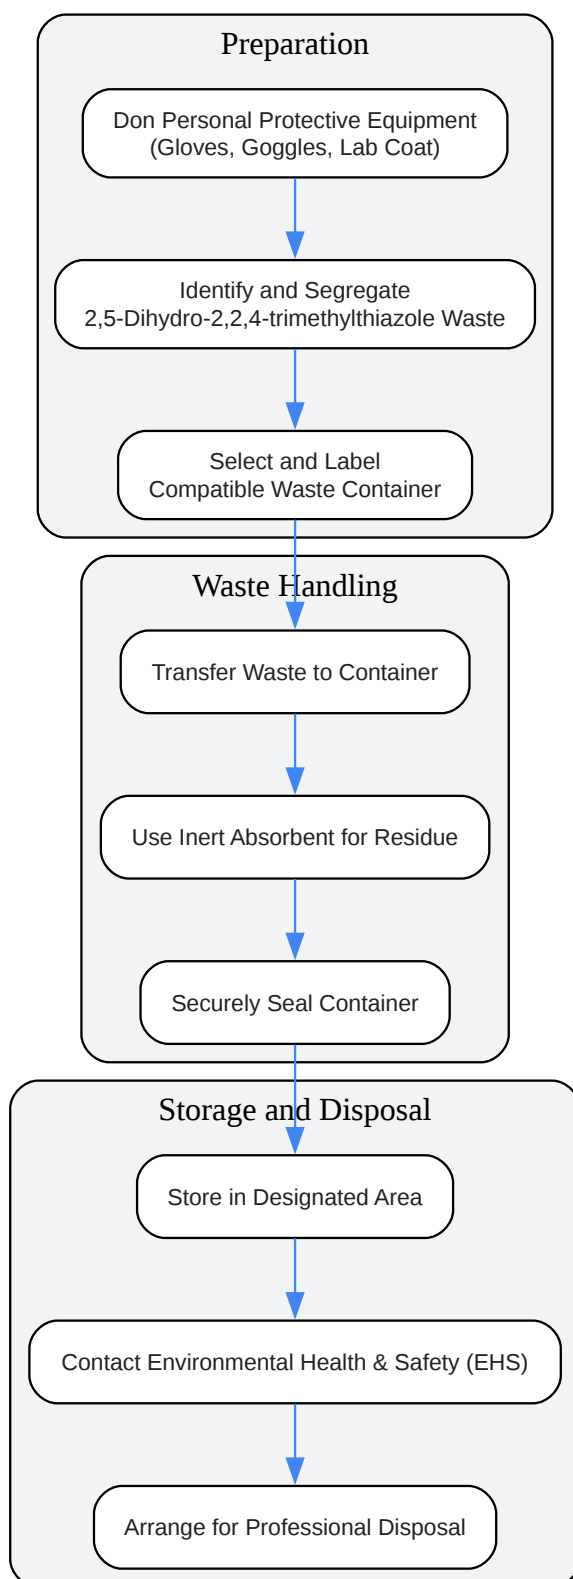 Preparation
Don Personal Protective Equipment
(Gloves, Goggles, Lab Coat)
Identify and Segregate
2,5-Dihydro-2,2,4-trimethylthiazole Waste
Select and Label
Compatible Waste Container
Waste Handling
Transfer Waste to Container
Use Inert Absorbent for Residue
Securely Seal Container
Storage and Disposal
Store in Designated Area
Contact Environmental Health & Safety (EHS)
Arrange for Professional Disposal